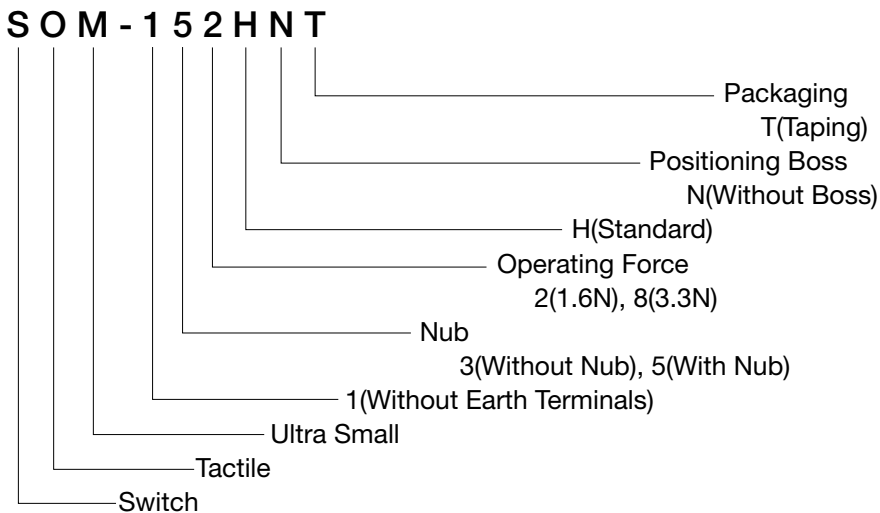 SOM-152HNT
Packaging
T(Taping)
Positioning Boss
N(Without Boss)
H(Standard)
Operating Force
2(1.6N), 8(3.3N)
Nub
3(Without Nub), 5(With Nub)
1(Without Earth Terminals)
Ultra Small
Tactile
Switch